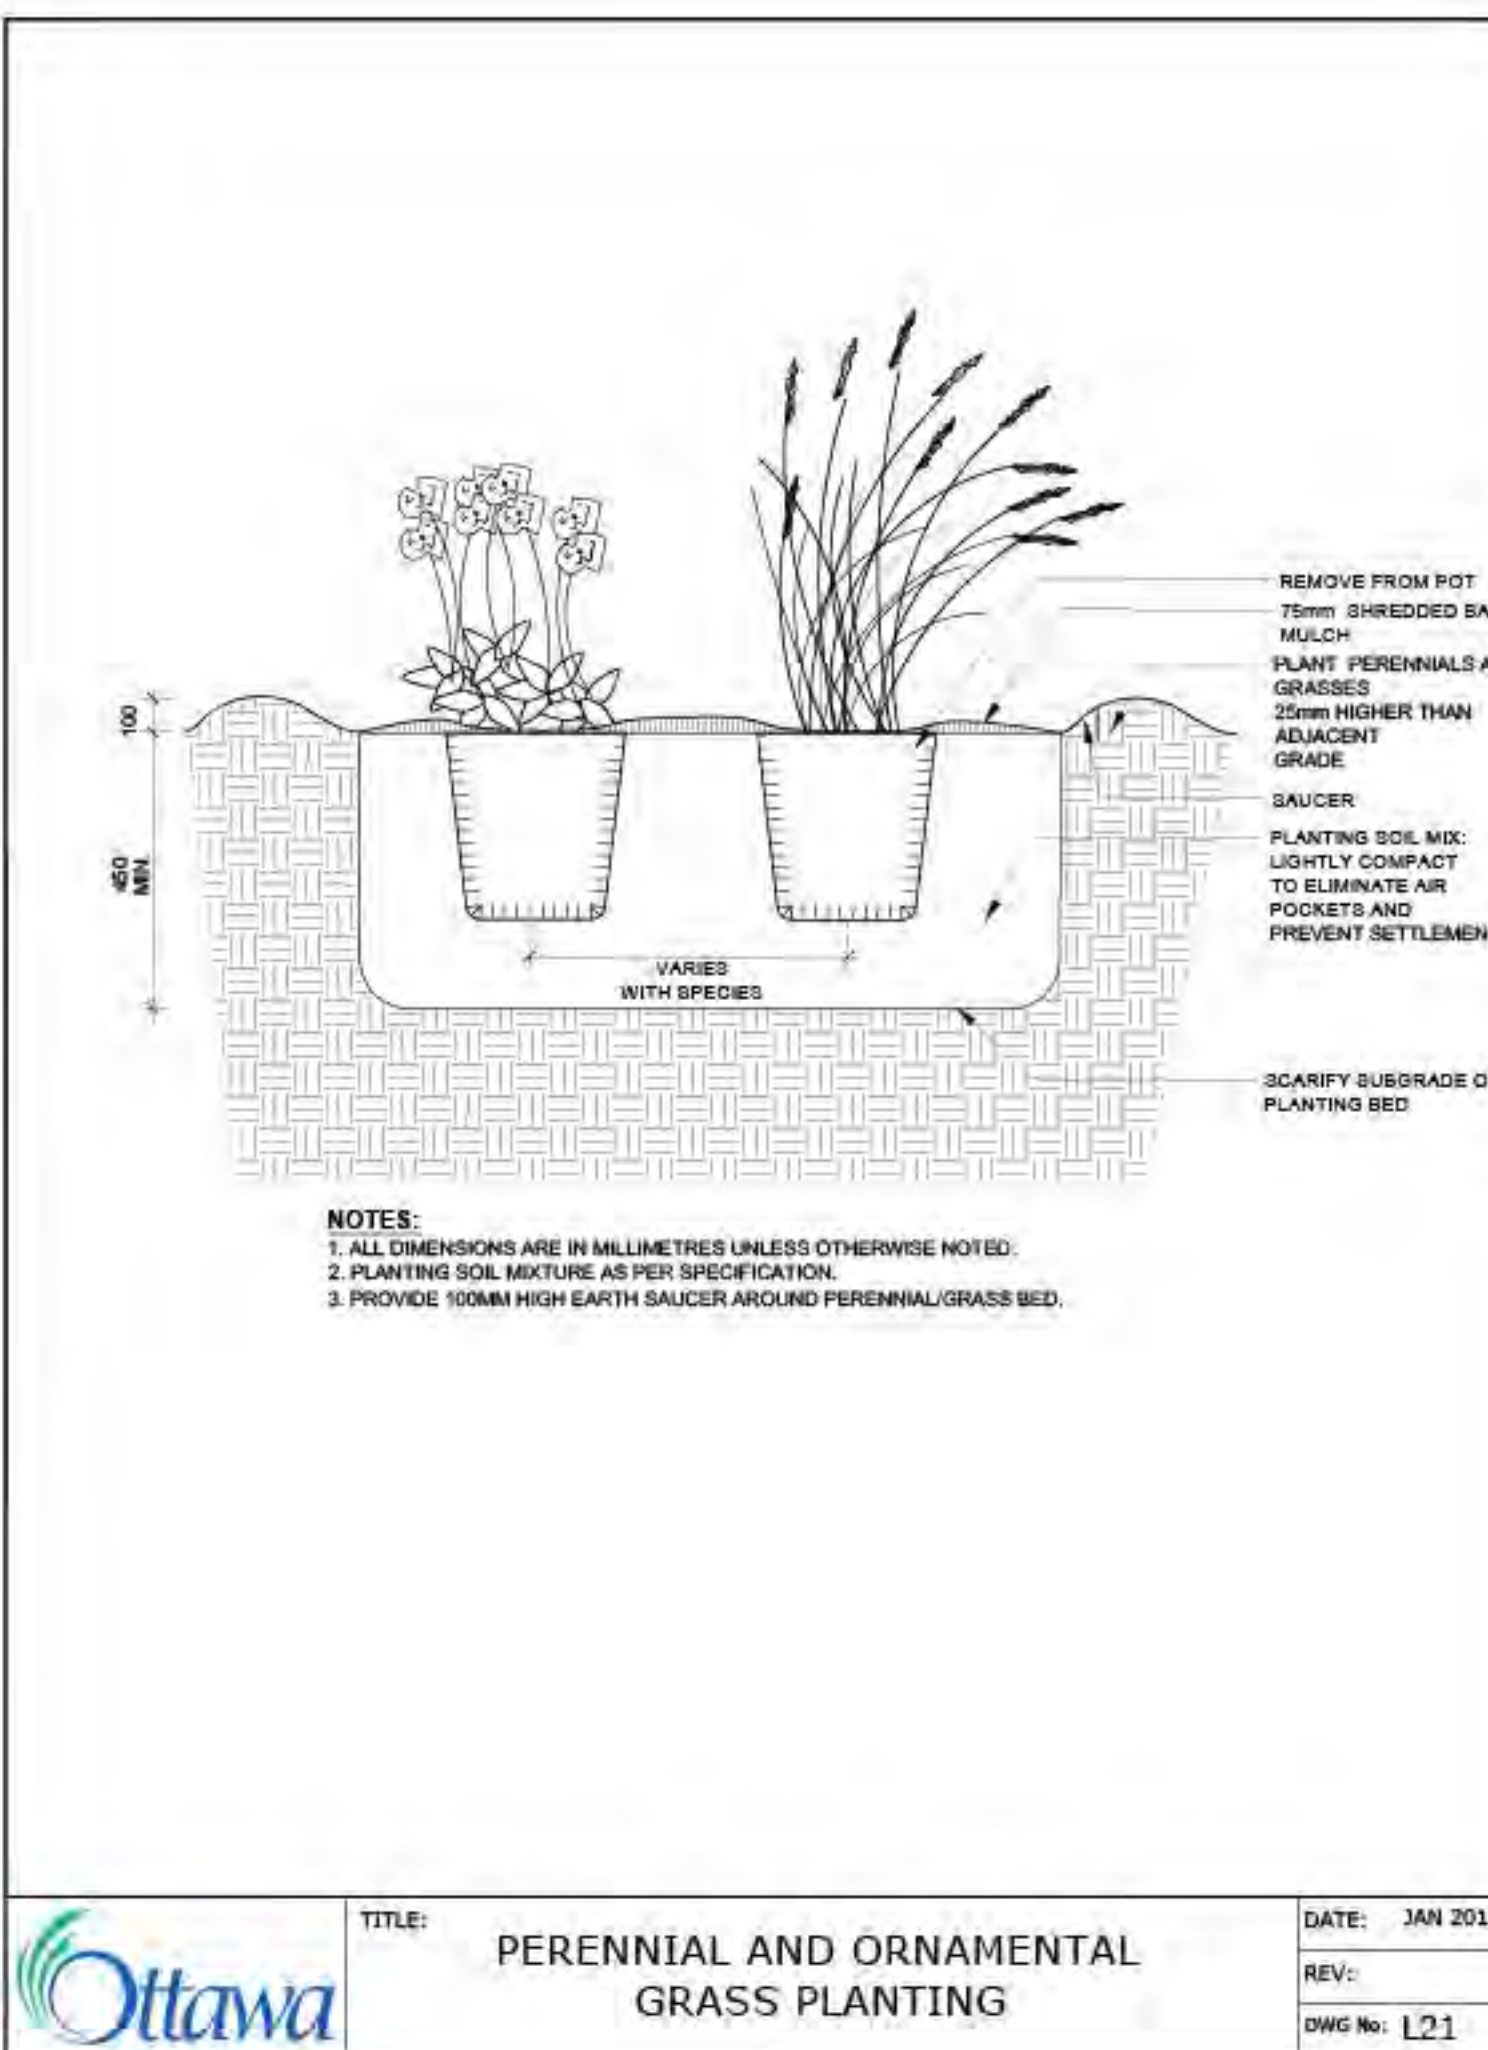 REMOVE FROM POT
75mm SHREDDED BA
MULCH
PLANT PERENNIALS A
GRASSES
25mm HIGHER THAN
ADJACENT
GRADE
SAUCER
PLANTING SOIL MIX:
LIGHTLY COMPACT
TO ELIMINATE AIR
POCKETS AND
PREVENT SETTLEMEN
100
450
MIN.
VARIES
WITH SPECIES
SCARIFY SUBGRADE O
PLANTING BED
NOTES:
1. ALL DIMENSIONS ARE IN MILLIMETRES UNLESS OTHERWISE NOTED.
2. PLANTING SOIL MIXTURE AS PER SPECIFICATION.
3. PROVIDE 100MM HIGH EARTH SAUCER AROUND PERENNIAL/GRASS BED.
Ottawa
TITLE:
PERENNIAL AND ORNAMENTAL
GRASS PLANTING
DATE: JAN 201
REV:
DWG No: L21